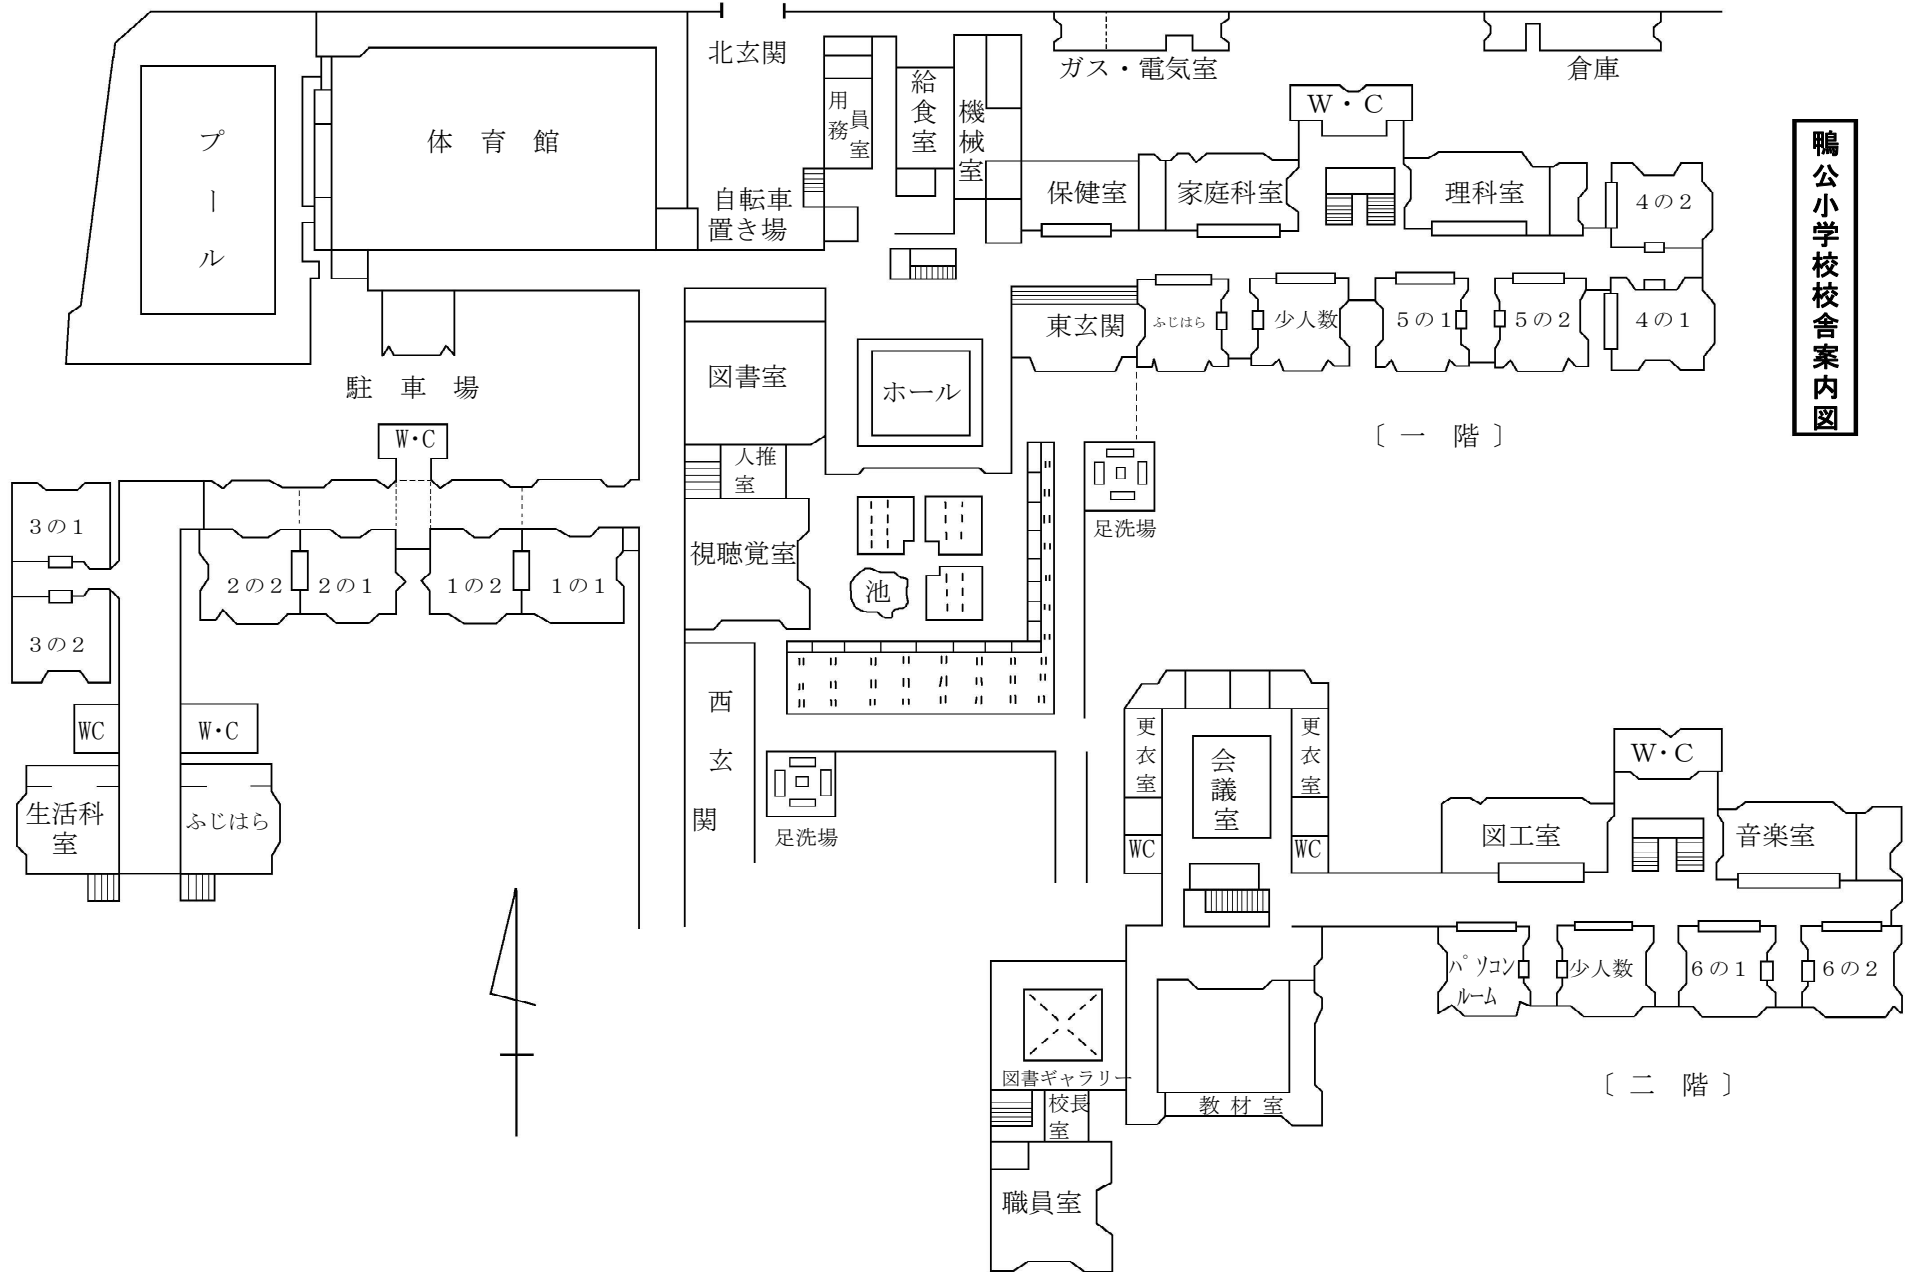 鴨公小学校校舎案内図
北玄関
ガス・電気室
倉庫
プール
体育館
用務員室
給食室
機械室
W・C
保健室
家庭科室
理科室
4の2
自転車
置き場
東玄関
ふじはら
少人数
5の1
5の2
4の1
図書室
ホール
駐車場
〔一階〕
W・C
人推
室
3の1
足洗場
視聴覚室
池
2の2
2の1
1の2
1の1
3の2
西玄関
WC
W・C
生活科
室
ふじはら
足洗場
更衣室
会議室
更衣室
WC
WC
W・C
図工室
音楽室
パソコン
ルーム
少人数
6の1
6の2
図書ギャラリー
校長
室
教材室
〔二階〕
職員室